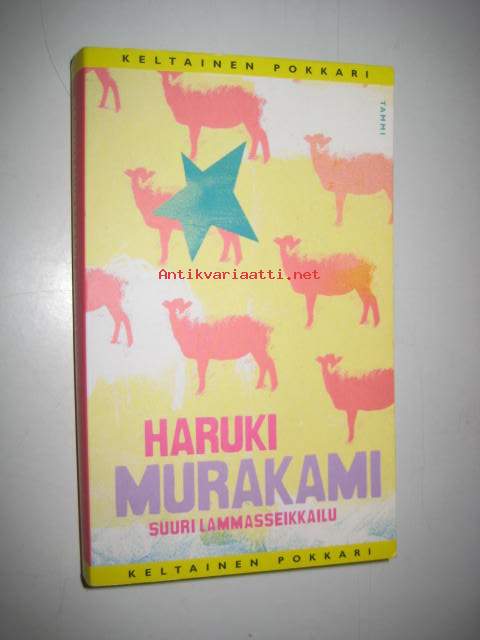 KELTAINEN POKKARI
TAMMI
Antikvariaatti.net
HARUKI
MURAKAMI
SUURI LAMMASSEIKKAILU
KELTAINEN POKKARI